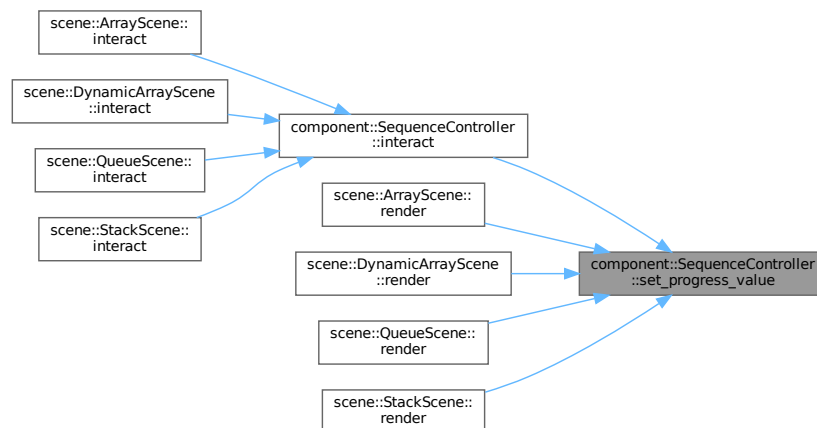 scene::ArrayScene::
interact
scene::DynamicArrayScene
::interact
scene::QueueScene::
interact
scene::StackScene::
interact
component::SequenceController
::interact
scene::ArrayScene::
render
scene::DynamicArrayScene
::render
scene::QueueScene::
render
scene::StackScene::
render
component::SequenceController
::set_progress_value